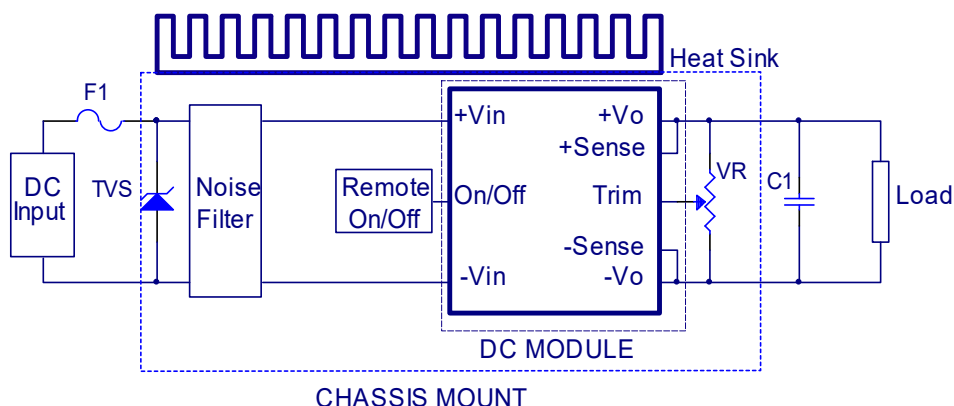 Heat Sink
F1
+Vin
+Vo
+Sense
DC
Input
TVS
Noise
Filter
Remote
On/Off
On/Off
Trim
VR
C1
Load
-Sense
-Vin
-Vo
DC MODULE
CHASSIS MOUNT